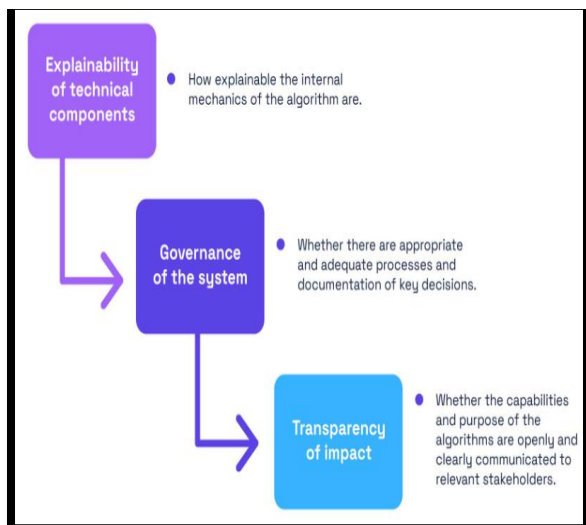 Explainability
of technical
components
How explainable the internal
mechanics of the algorithm are.
Governance
of the system
Whether there are appropriate
and adequate processes and
documentation of key decisions.
Transparency
of impact
Whether the capabilities
and purpose of the
algorithms are openly and
clearly communicated to
relevant stakeholders.